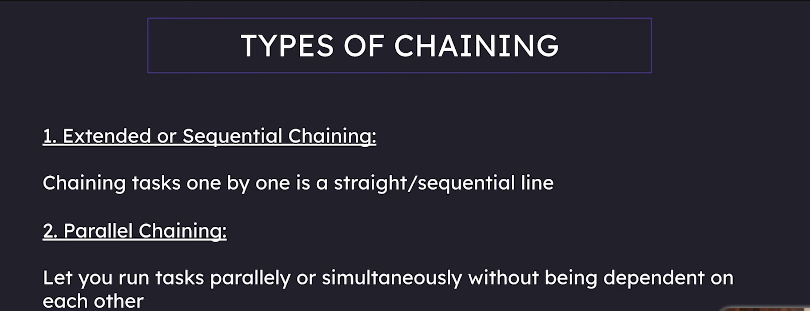 TYPES OF CHAINING
1. Extended or Sequential Chaining:
Chaining tasks one by one is a straight/sequential line
2. Parallel Chaining:
Let you run tasks parallely or simultaneously without being dependent on
each other